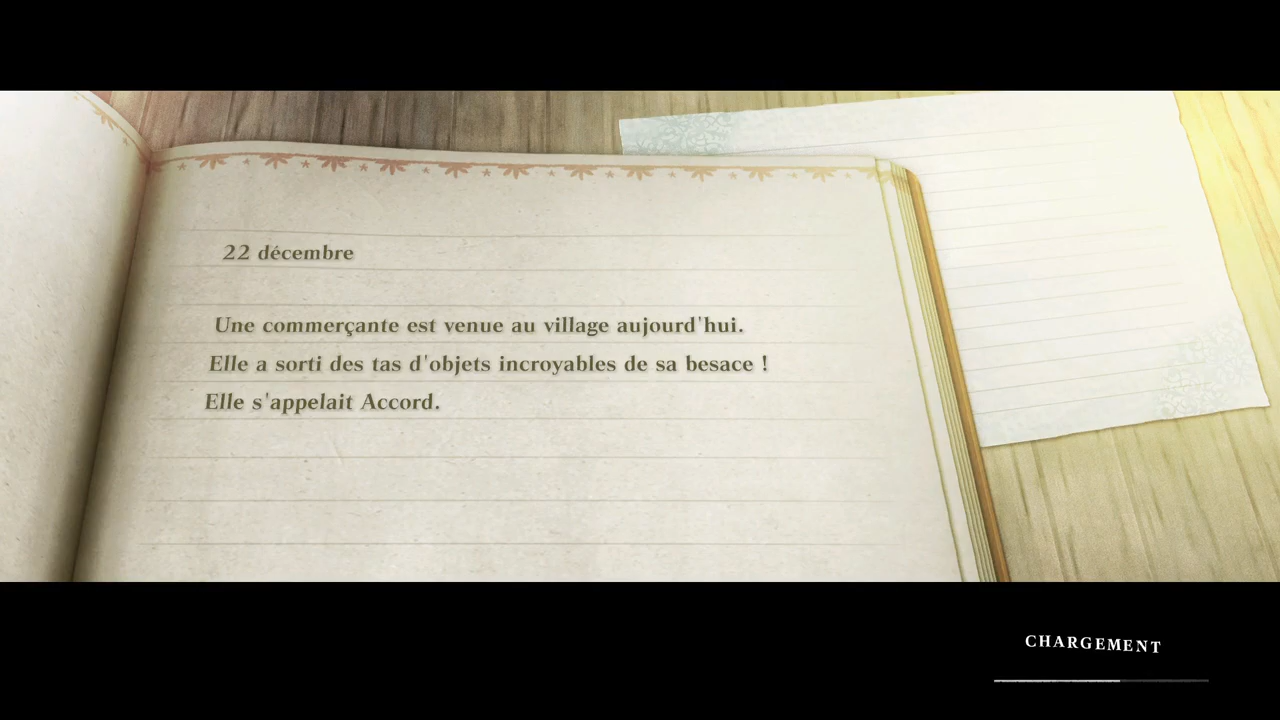 22 décembre
Une commerçante est venue au village aujourd'hui.
Elle a sorti des tas d'objets incroyables de sa besace !
Elle s'appelait Accord.
CHARGEMENT